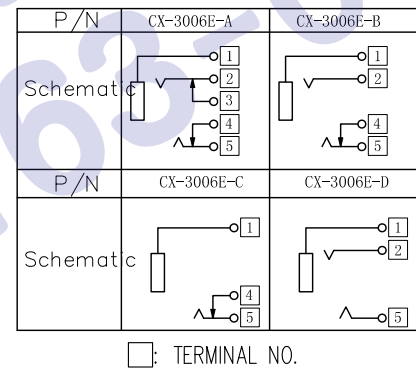 P/N CX-3006E-A CX-3006E-B
Schematic
1 1
2 2
3
4 4
5 5
P/N CX-3006E-C CX-3006E-D
Schematic
1 1
2
4
5 5
: TERMINAL NO.